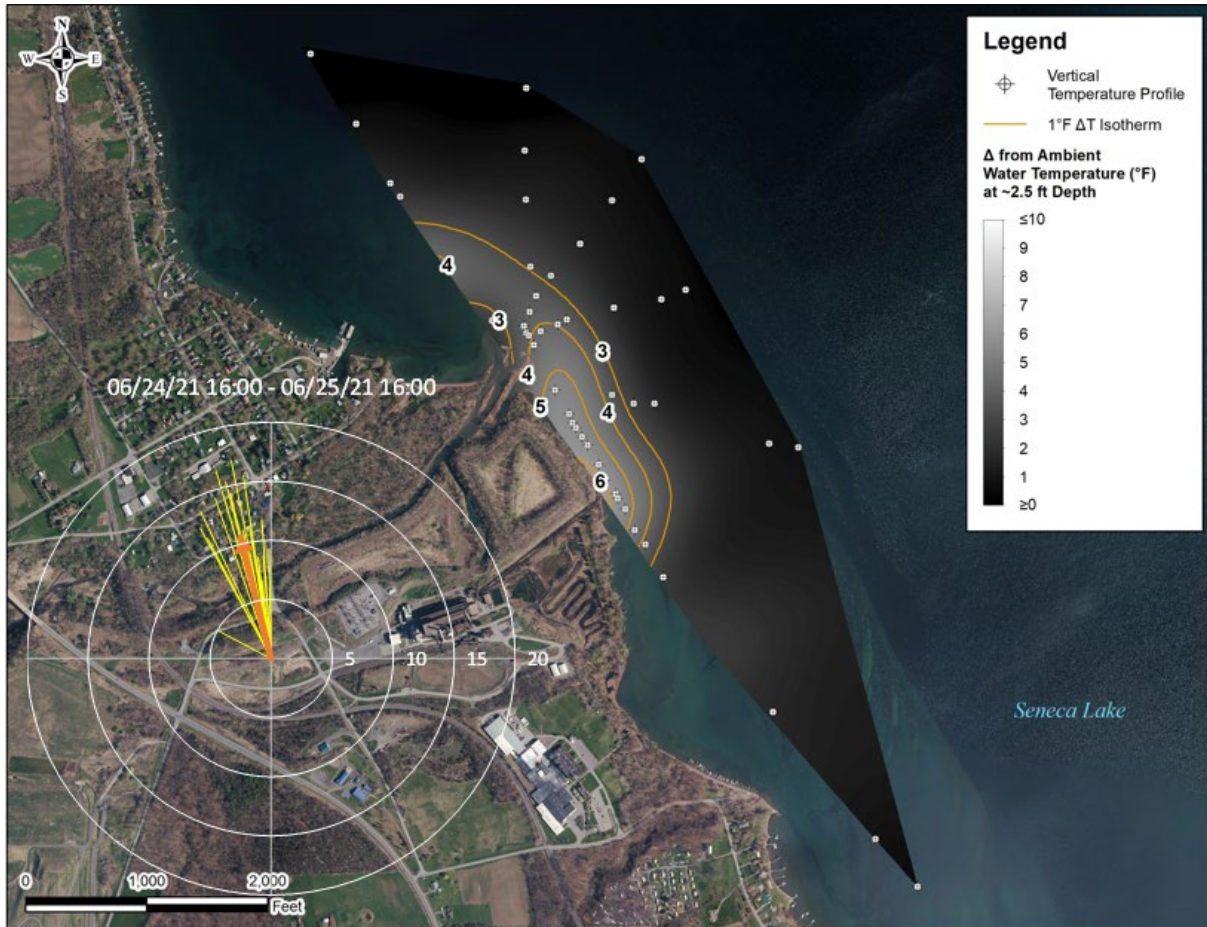 N
W E
S
Legend
Vertical
Temperature Profile
1°F ΔT Isotherm
Δ from Ambient
Water Temperature (°F)
at ~2.5 ft Depth
≤10
9
8
7
6
5
4
3
2
1
≥0
4
3
3
4
4
5
6
06/24/21 16:00 - 06/25/21 16:00
5 10 15 20
Seneca Lake
0 1,000 2,000
Feet